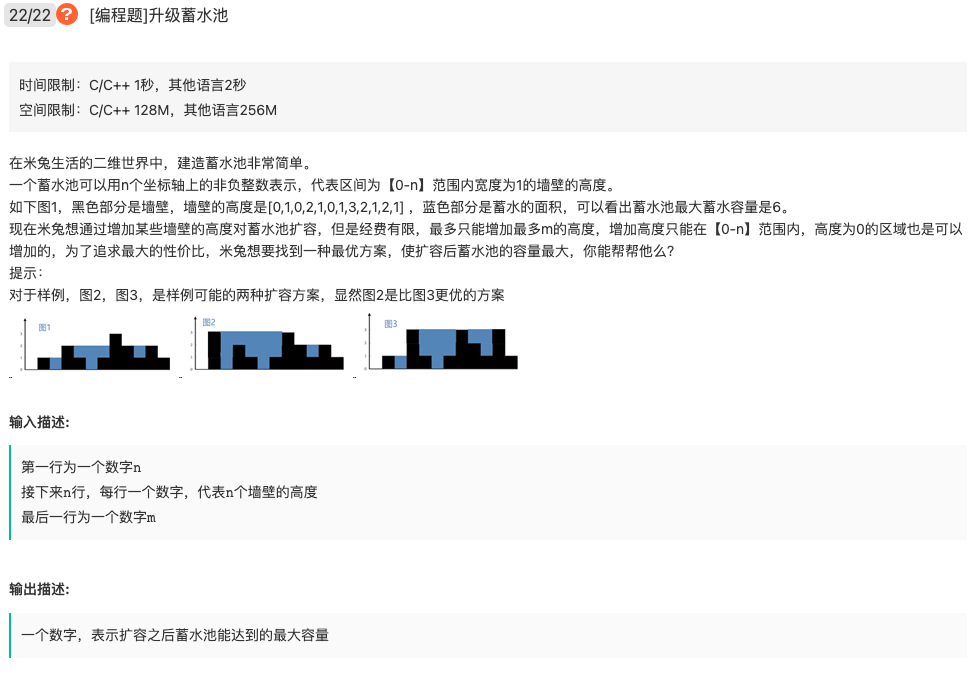 22/22 ? [编程题]升级蓄水池
时间限制：C/C++ 1秒，其他语言2秒
空间限制：C/C++ 128M，其他语言256M
在米兔生活的二维世界中，建造蓄水池非常简单。
一个蓄水池可以用n个坐标轴上的非负整数表示，代表区间为【0-n】范围内宽度为1的墙壁的高度。
如下图1，黑色部分是墙壁，墙壁的高度是[0,1,0,2,1,0,1,3,2,1,2,1] ，蓝色部分是蓄水的面积，可以看出蓄水池最大蓄水容量是6。
现在米兔想通过增加某些墙壁的高度对蓄水池扩容，但是经费有限，最多只能增加最多m的高度，增加高度只能在【0-n】范围内，高度为0的区域也是可以
增加的，为了追求最大的性价比，米兔想要找到一种最优方案，使扩容后蓄水池的容量最大，你能帮帮他么？
提示：
对于样例，图2，图3，是样例可能的两种扩容方案，显然图2是比图3更优的方案
图1 图2 图3
输入描述:
第一行为一个数字n
接下来n行，每行一个数字，代表n个墙壁的高度
最后一行为一个数字m
输出描述:
一个数字，表示扩容之后蓄水池能达到的最大容量